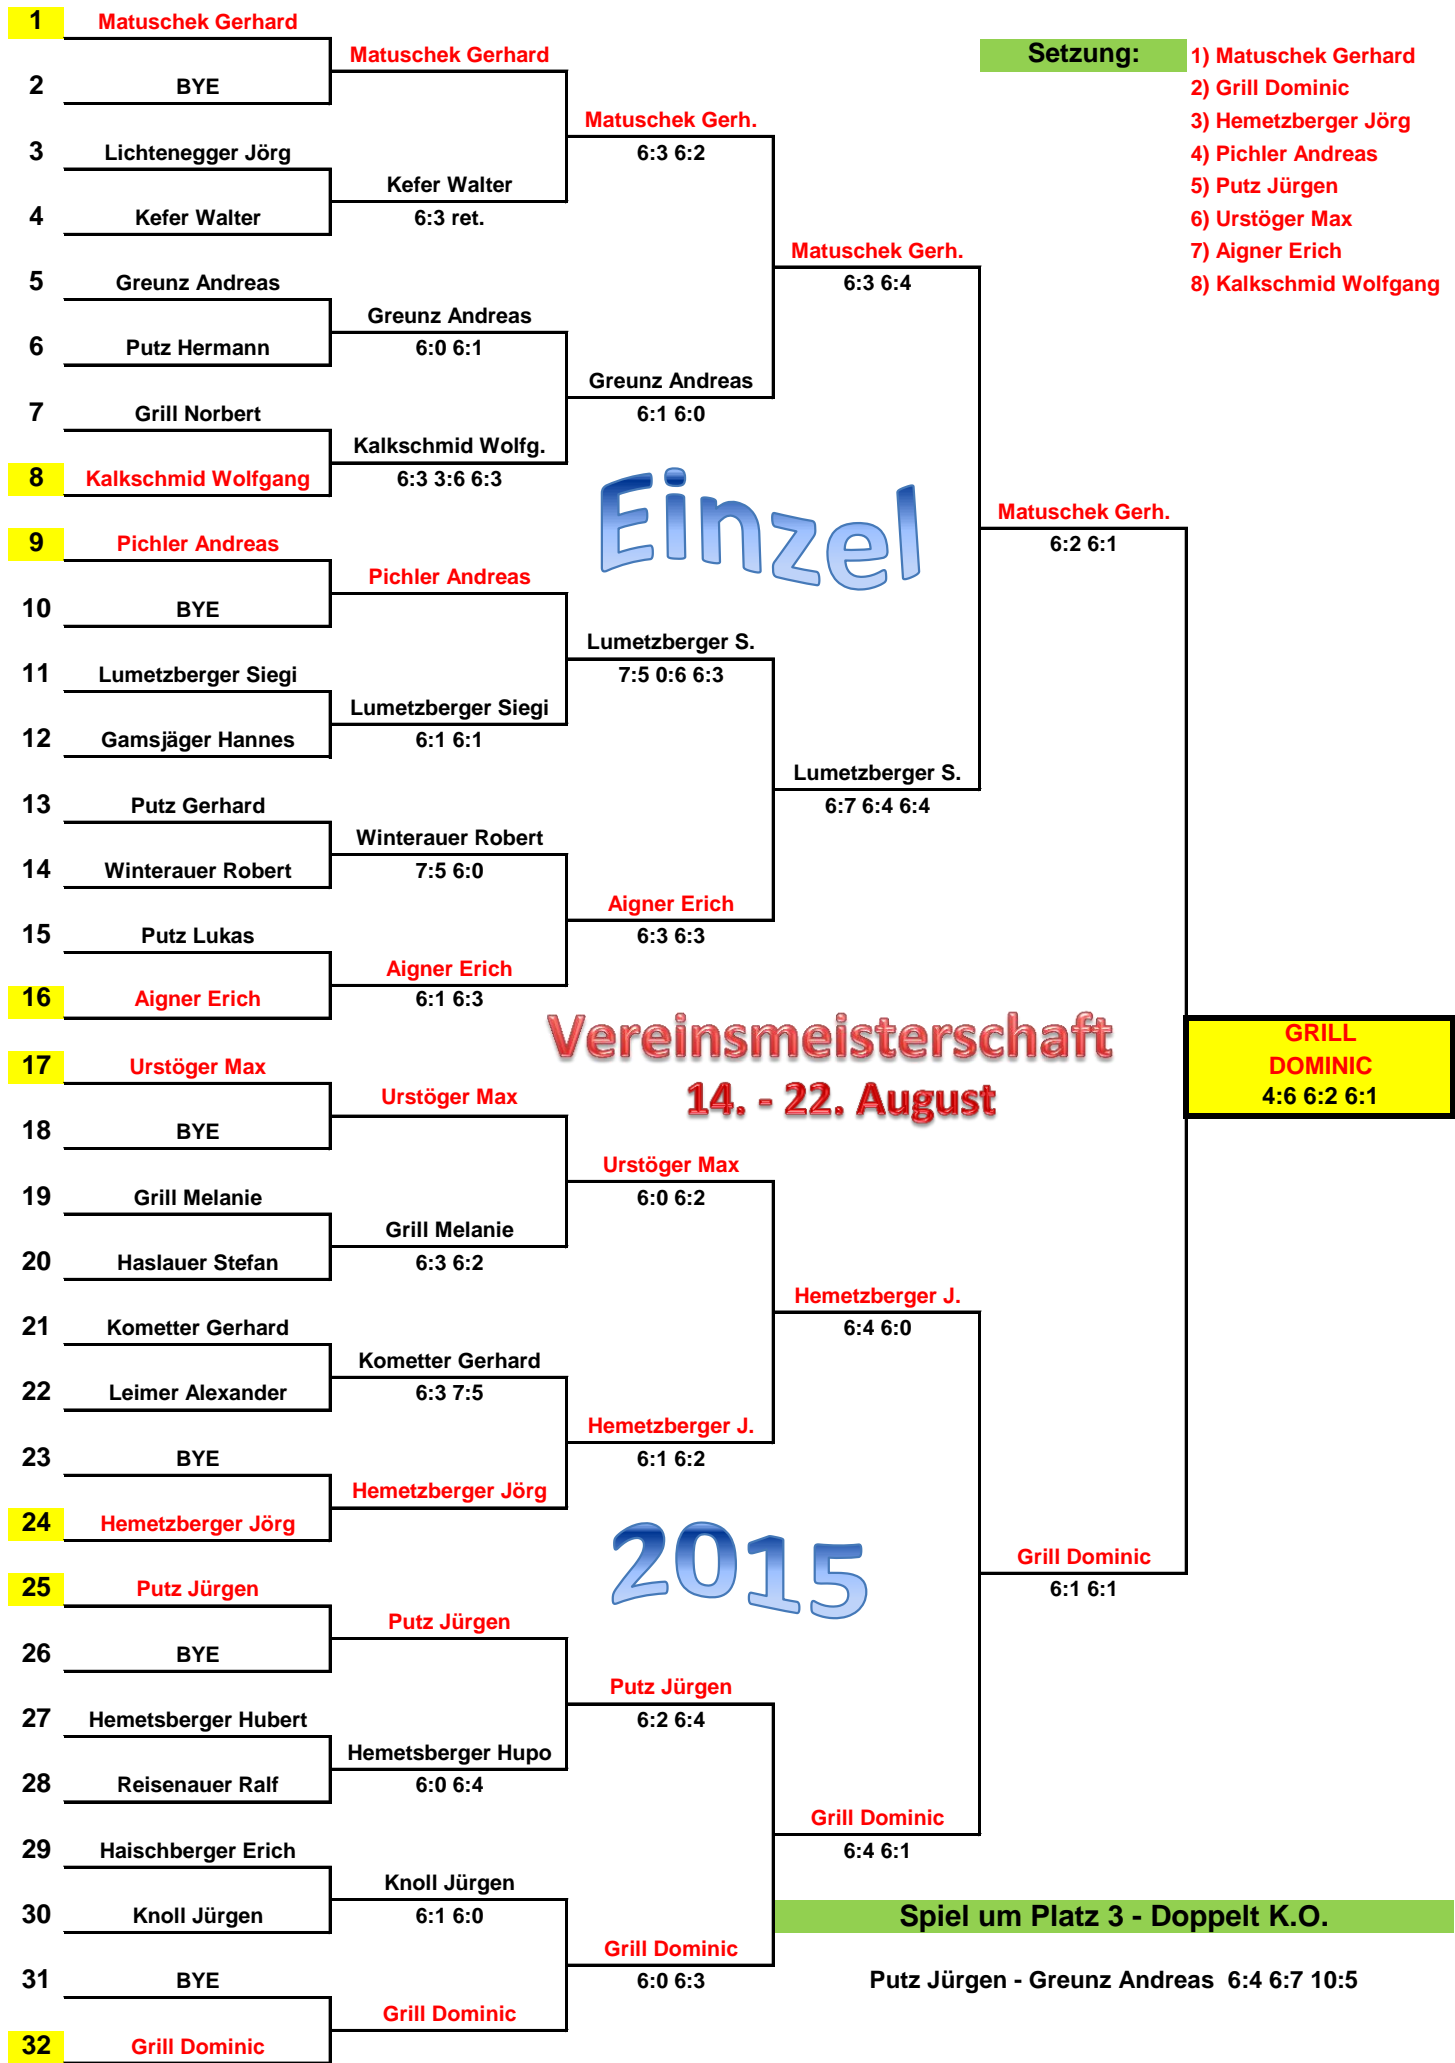 1 Matuschek Gerhard
Matuschek Gerhard
Setzung: 1) Matuschek Gerhard
2 BYE
2) Grill Dominic
Matuschek Gerh.
3) Hemetzberger Jörg
3 Lichtenegger Jörg
6:3 6:2
4) Pichler Andreas
Kefer Walter
5) Putz Jürgen
4 Kefer Walter
6:3 ret.
6) Urstöger Max
Matuschek Gerh.
7) Aigner Erich
5 Greunz Andreas
6:3 6:4
8) Kalkschmid Wolfgang
Greunz Andreas
6 Putz Hermann
6:0 6:1
Greunz Andreas
7 Grill Norbert
6:1 6:0
Kalkschmid Wolfg.
8 Kalkschmid Wolfgang
6:3 3:6 6:3
Einzel
Matuschek Gerh.
9 Pichler Andreas
6:2 6:1
Pichler Andreas
10 BYE
Lumetzberger S.
11 Lumetzberger Siegi
7:5 0:6 6:3
Lumetzberger Siegi
12 Gamsjäger Hannes
6:1 6:1
Lumetzberger S.
13 Putz Gerhard
6:7 6:4 6:4
Winterauer Robert
14 Winterauer Robert
7:5 6:0
Aigner Erich
15 Putz Lukas
6:3 6:3
Aigner Erich
16 Aigner Erich
6:1 6:3
Vereinsmeisterschaft
GRILL
17 Urstöger Max
DOMINIC
Urstöger Max
14. - 22. August
4:6 6:2 6:1
18 BYE
Urstöger Max
19 Grill Melanie
6:0 6:2
Grill Melanie
20 Haslauer Stefan
6:3 6:2
Hemetzberger J.
21 Kometter Gerhard
6:4 6:0
Kometter Gerhard
22 Leimer Alexander
6:3 7:5
Hemetzberger J.
23 BYE
6:1 6:2
Hemetzberger Jörg
24 Hemetzberger Jörg
2015
Grill Dominic
25 Putz Jürgen
6:1 6:1
Putz Jürgen
26 BYE
Putz Jürgen
27 Hemetsberger Hubert
6:2 6:4
Hemetsberger Hupo
28 Reisenauer Ralf
6:0 6:4
Grill Dominic
29 Haischberger Erich
6:4 6:1
Knoll Jürgen
30 Knoll Jürgen
6:1 6:0
Spiel um Platz 3 - Doppelt K.O.
Grill Dominic
31 BYE
6:0 6:3
Putz Jürgen - Greunz Andreas 6:4 6:7 10:5
Grill Dominic
32 Grill Dominic